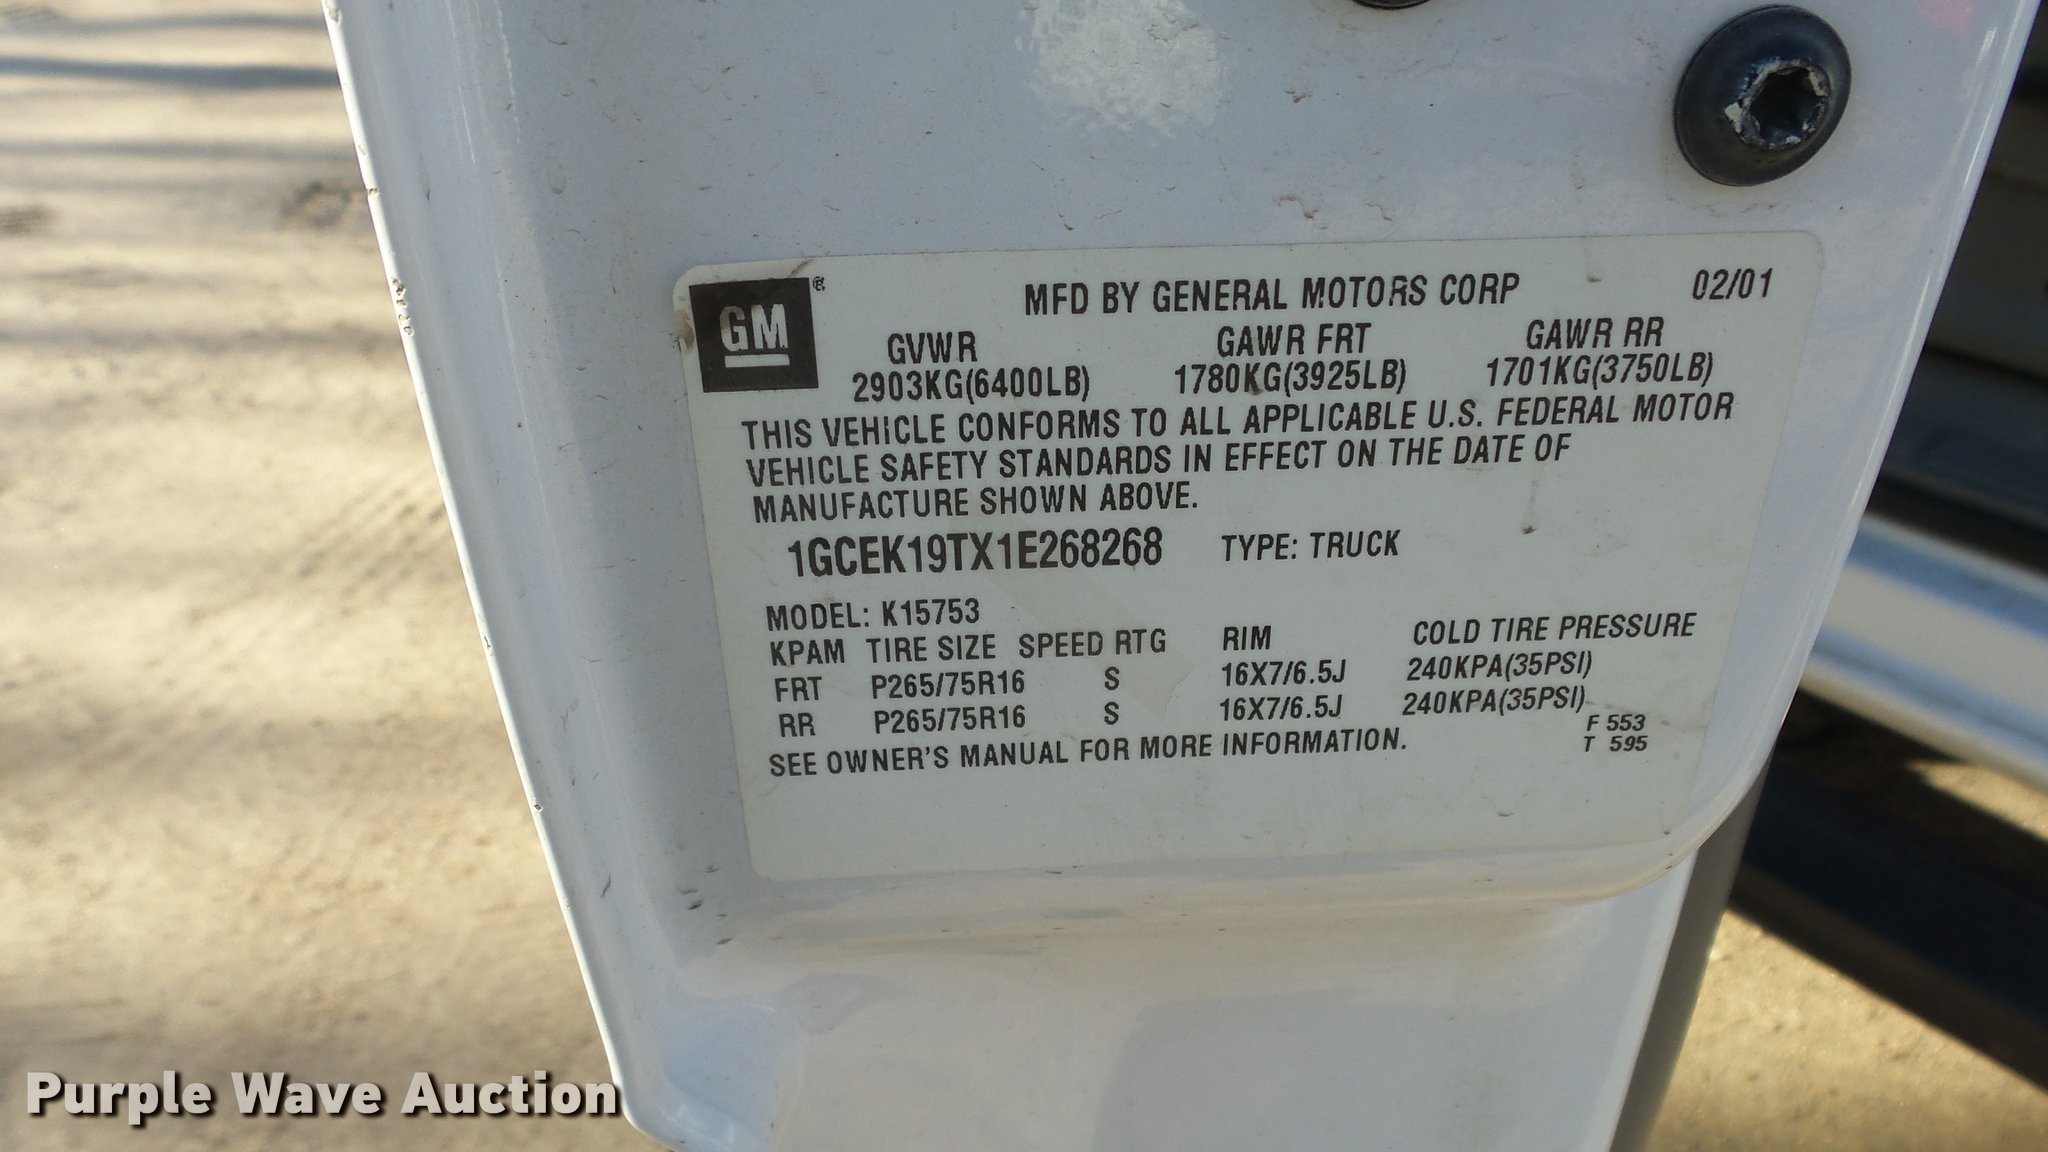 GM®
MFD BY GENERAL MOTORS CORP 02/01
GVWR GAWR FRT GAWR RR
2903KG(6400LB) 1780KG(3925LB) 1701KG(3750LB)
THIS VEHICLE CONFORMS TO ALL APPLICABLE U.S. FEDERAL MOTOR
VEHICLE SAFETY STANDARDS IN EFFECT ON THE DATE OF
MANUFACTURE SHOWN ABOVE.
1GCEK19TX1E268268 TYPE: TRUCK
MODEL: K15753
KPAM TIRE SIZE SPEED RTG RIM COLD TIRE PRESSURE
FRT P265/75R16 S 16X7/6.5J 240KPA(35PSI)
RR P265/75R16 S 16X7/6.5J 240KPA(35PSI)
SEE OWNER'S MANUAL FOR MORE INFORMATION.
F 553
T 595
Purple Wave Auction